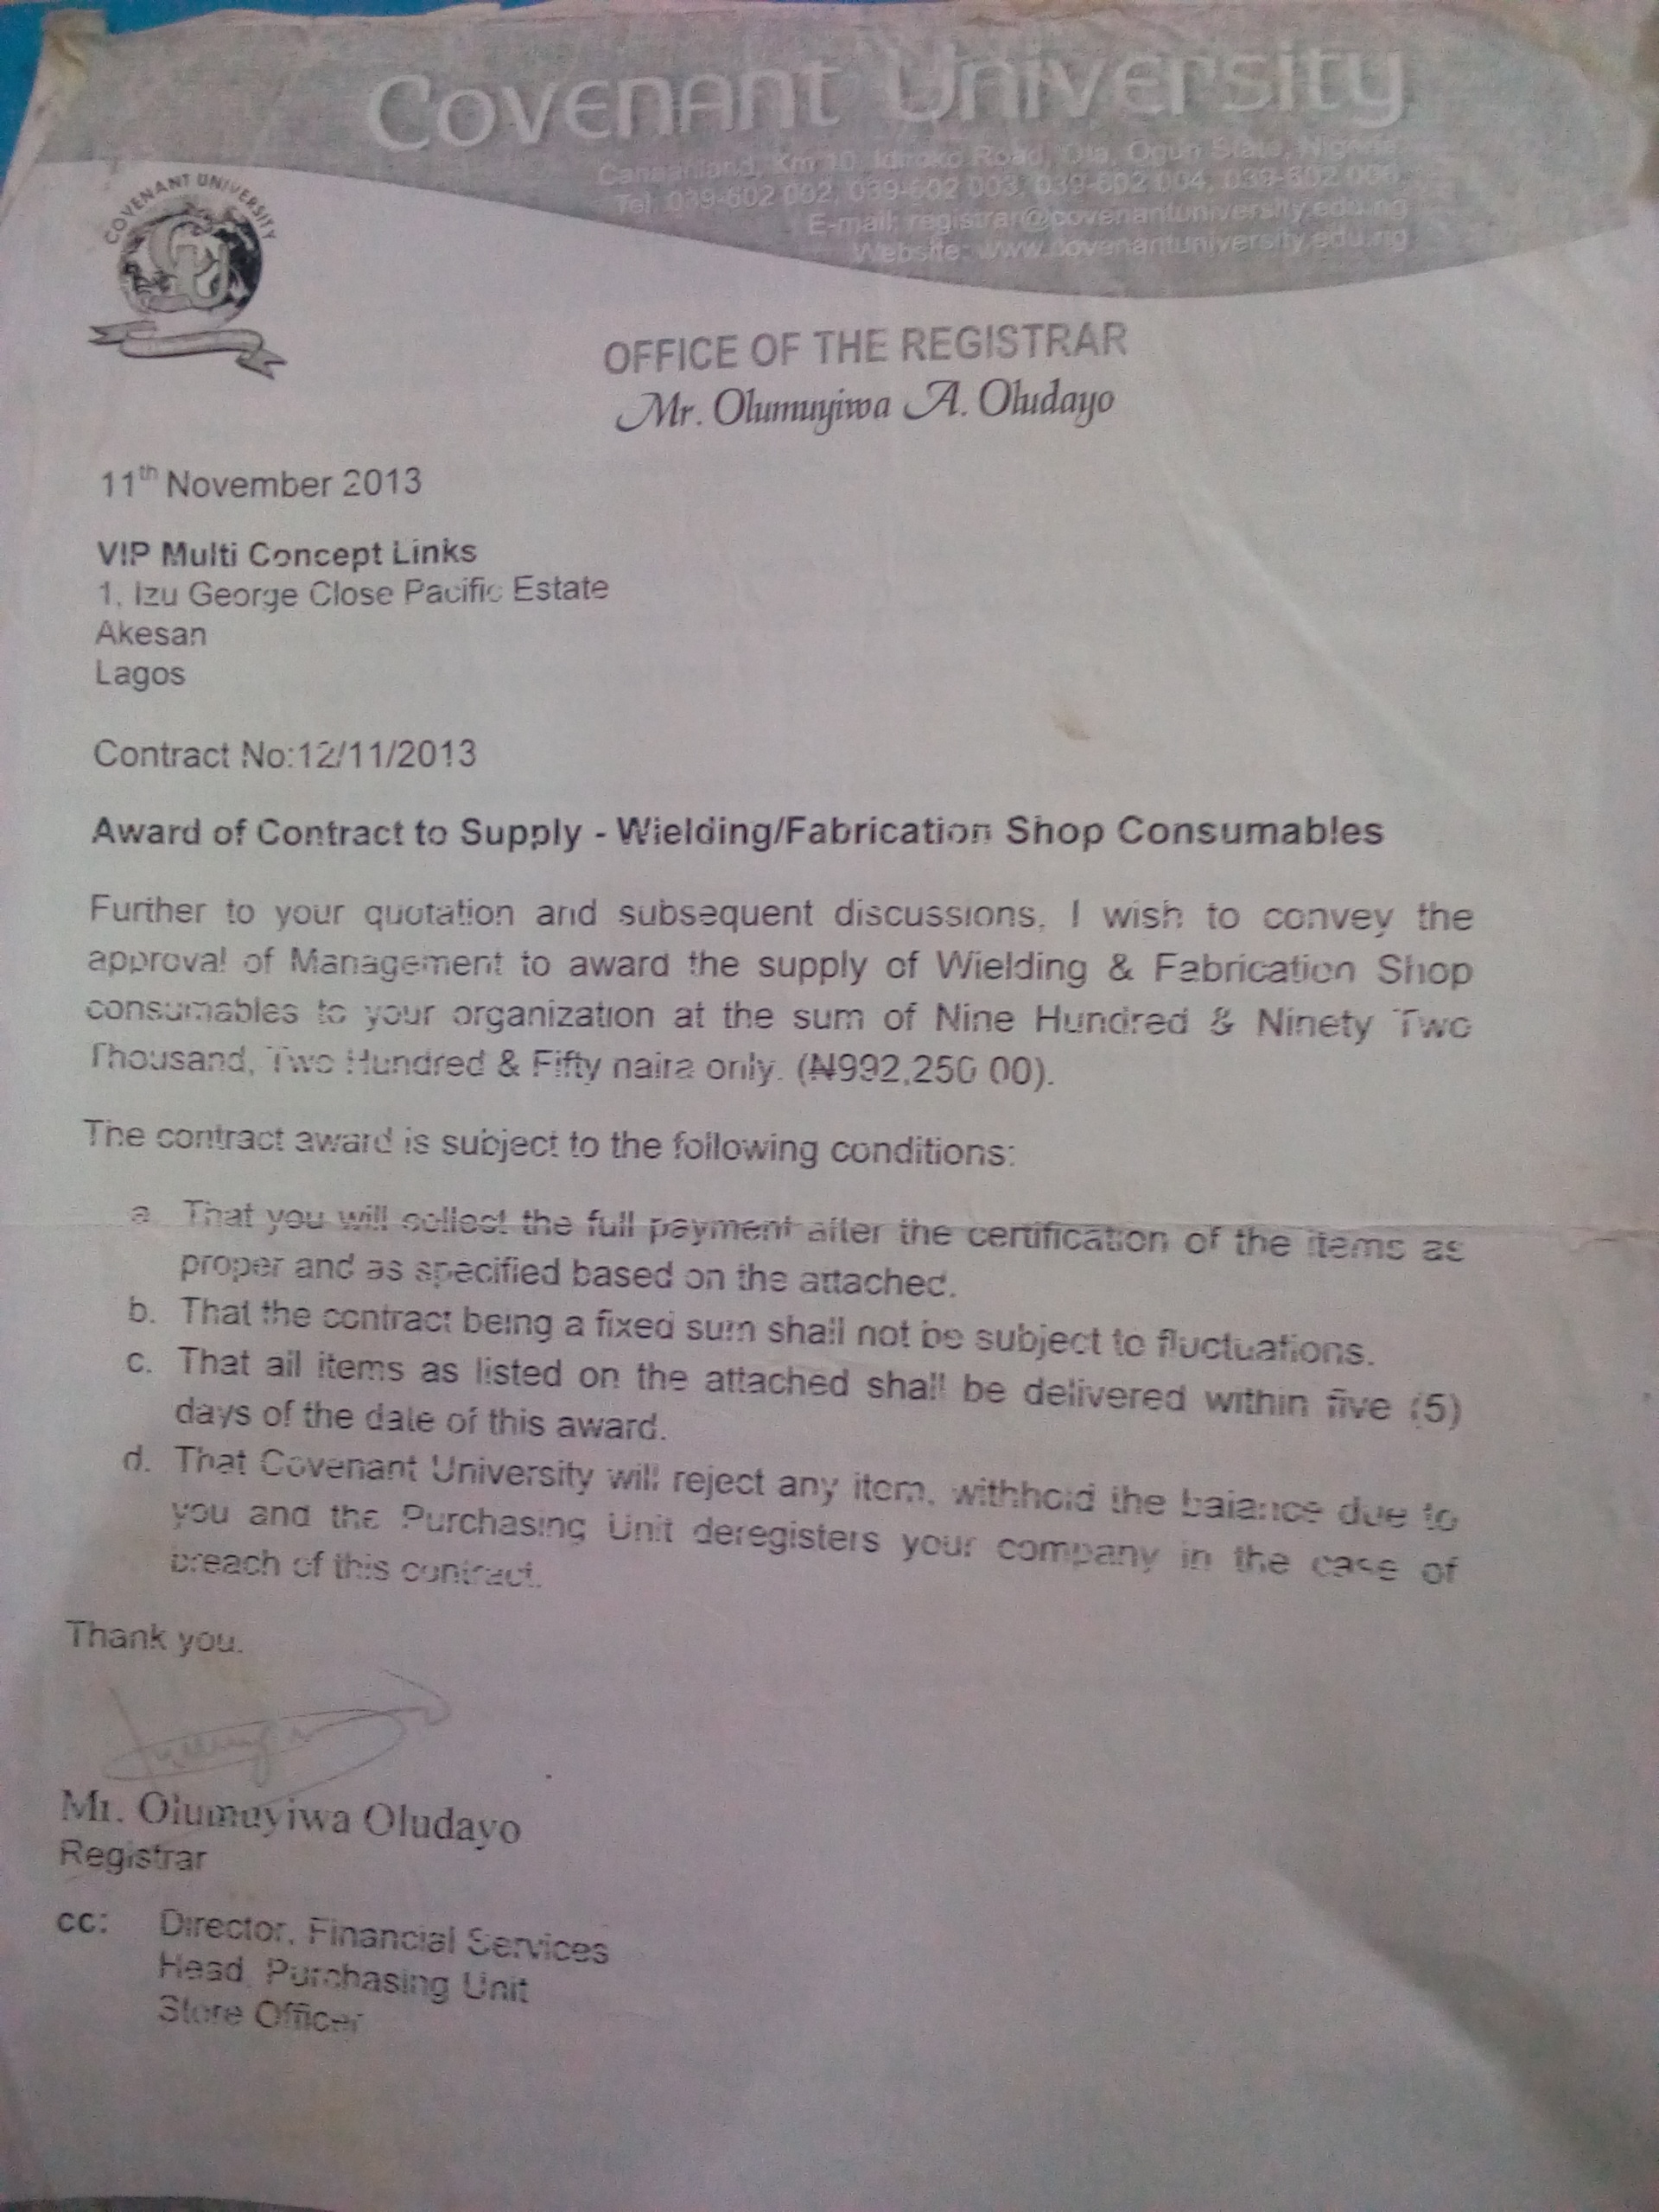 Covenant University
Canaanland, Km 10, Idiroko Road, Ota, Ogun State, Nigeria
Tel: 039-602 002, 039-602 003, 039-602 004, 039-602 006,
E-mail: registrar@covenantuniversity.edu.ng
Website: www.covenantuniversity.edu.ng
COVENANT UNIVERSITY
CU
OFFICE OF THE REGISTRAR
Mr. Olumuyiwa A. Oludayo
11th November 2013
VIP Multi Concept Links
1, Izu George Close Pacific Estate
Akesan
Lagos
Contract No:12/11/2013
Award of Contract to Supply - Wielding/Fabrication Shop Consumables
Further to your quotation and subsequent discussions, I wish to convey the
approval of Management to award the supply of Wielding & Fabrication Shop
consumables to your organization at the sum of Nine Hundred & Ninety Two
Thousand, Two Hundred & Fifty naira only. (₦992,250.00).
The contract award is subject to the following conditions:
a. That you will collect the full payment after the certification of the items as
proper and as specified based on the attached.
b. That the contract being a fixed sum shall not be subject to fluctuations.
c. That all items as listed on the attached shall be delivered within five (5)
days of the date of this award.
d. That Covenant University will reject any item, withhold the balance due to
you and the Purchasing Unit deregisters your company in the case of
breach of this contract.
Thank you.
Mr. Olumuyiwa Oludayo
Registrar
cc: Director, Financial Services
Head, Purchasing Unit
Store Officer